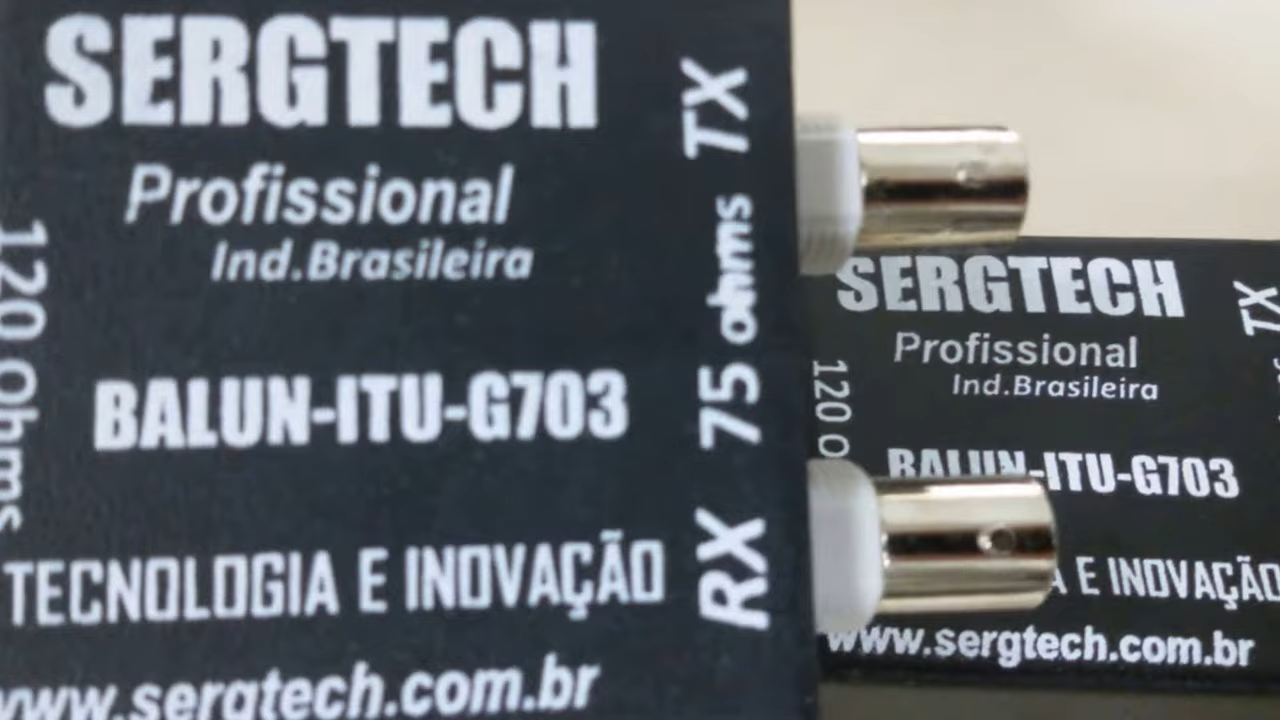 SERGTECH
Profissional
Ind.Brasileira
120 Ohms
BALUN-ITU-G703
TECNOLOGIA E INOVAÇÃO
www.sergtech.com.br
RX 75 ohms TX
SERGTECH
Profissional
Ind.Brasileira
120
BALUN-ITU-G703
E INOVAÇÃO
www.sergtech.com.br
TX